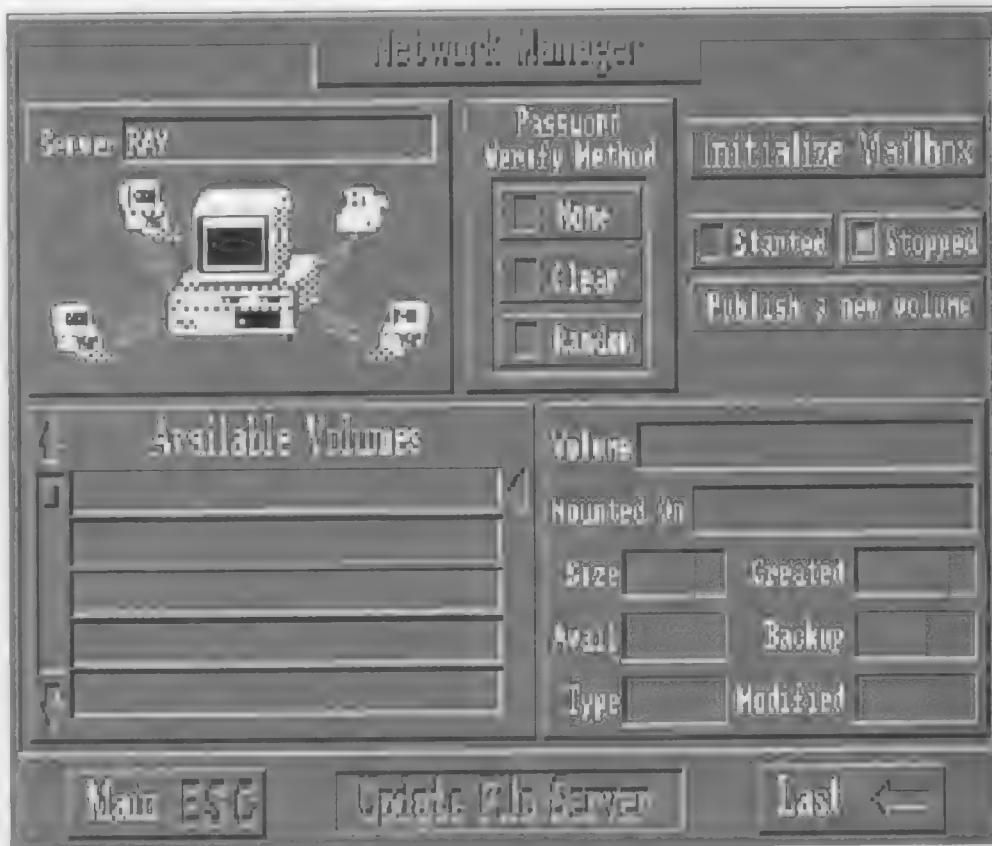 Network Manager
Server RAY
Password
Verify Method
None
Clear
Random
Initialize Mailbox
Started
Stopped
Publish a new volume
Available Volumes
Volume
Mounted On
Size
Created
Avail
Backup
Type
Modified
Main ESC
Update Server
Last